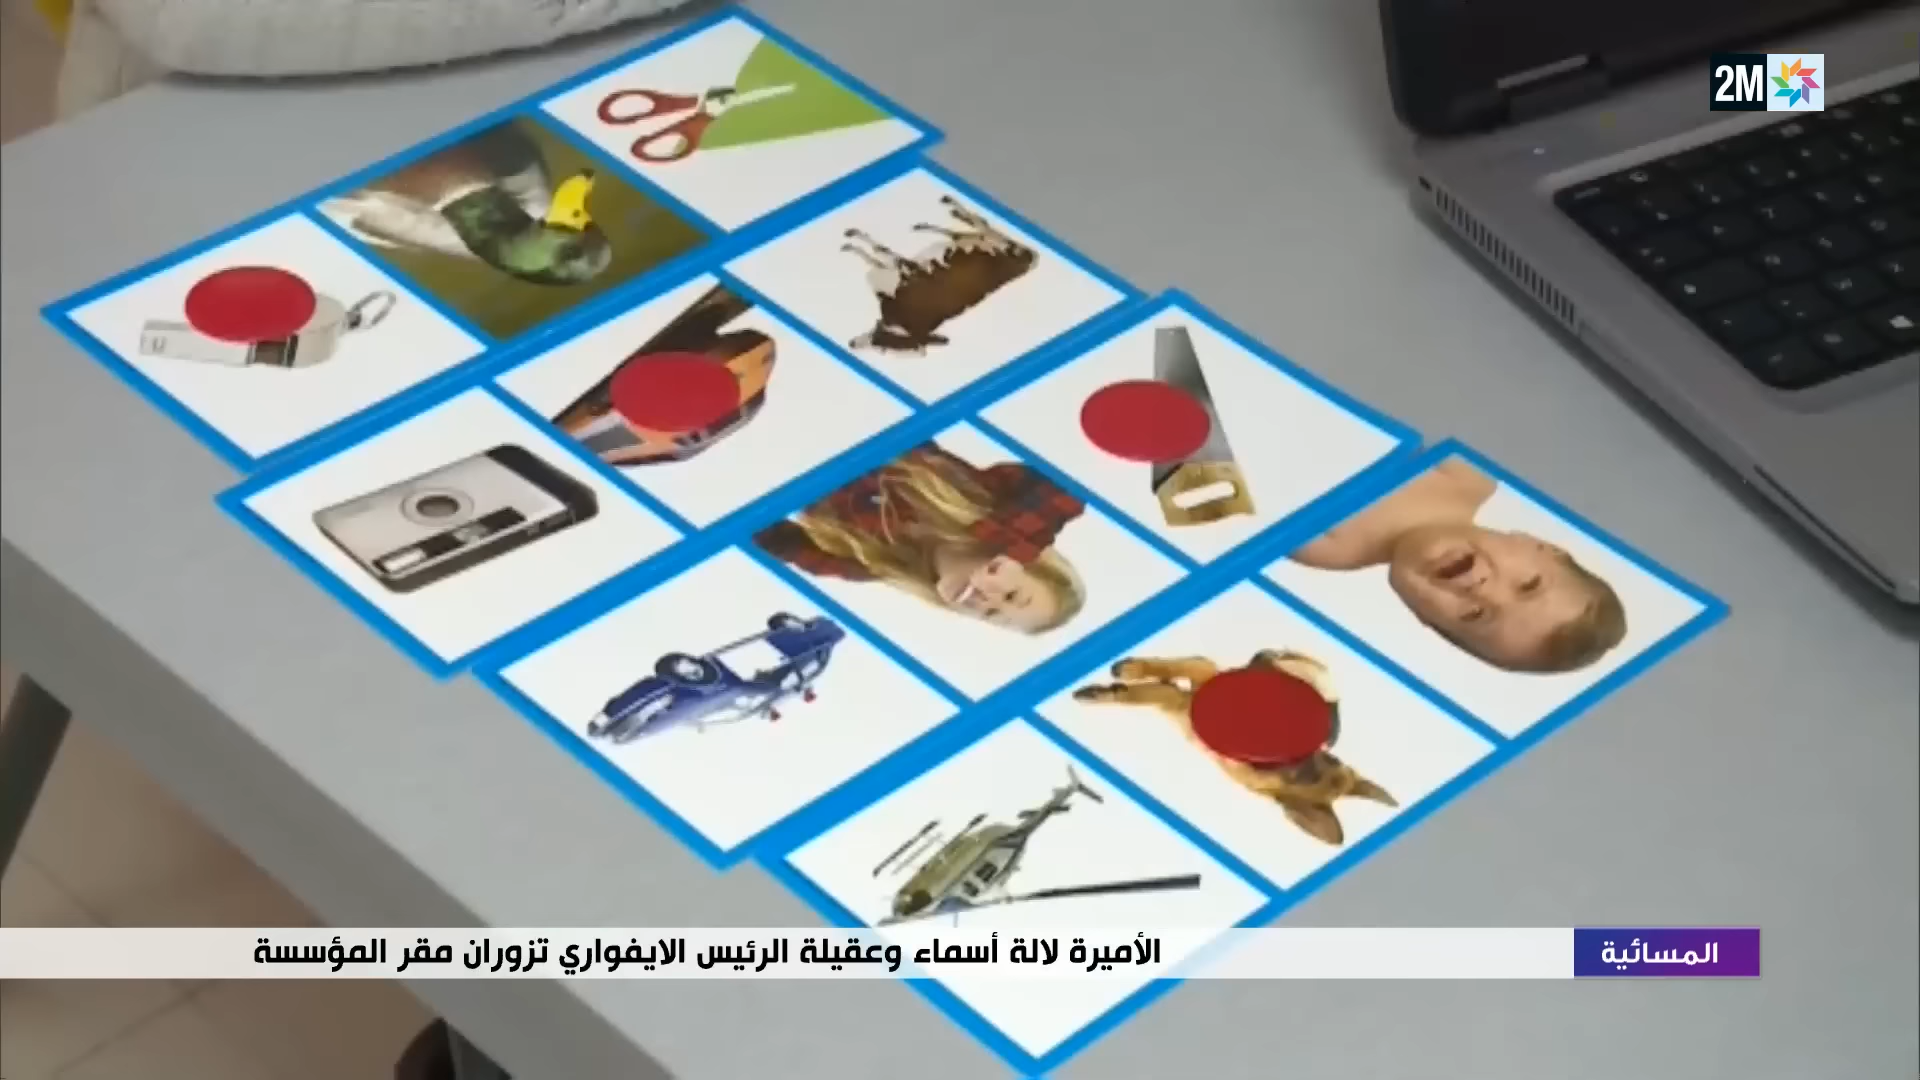 2M
الأميرة لالة أسماء وعقيلة الرئيس الايفواري تزوران مقر المؤسسة
المسائية